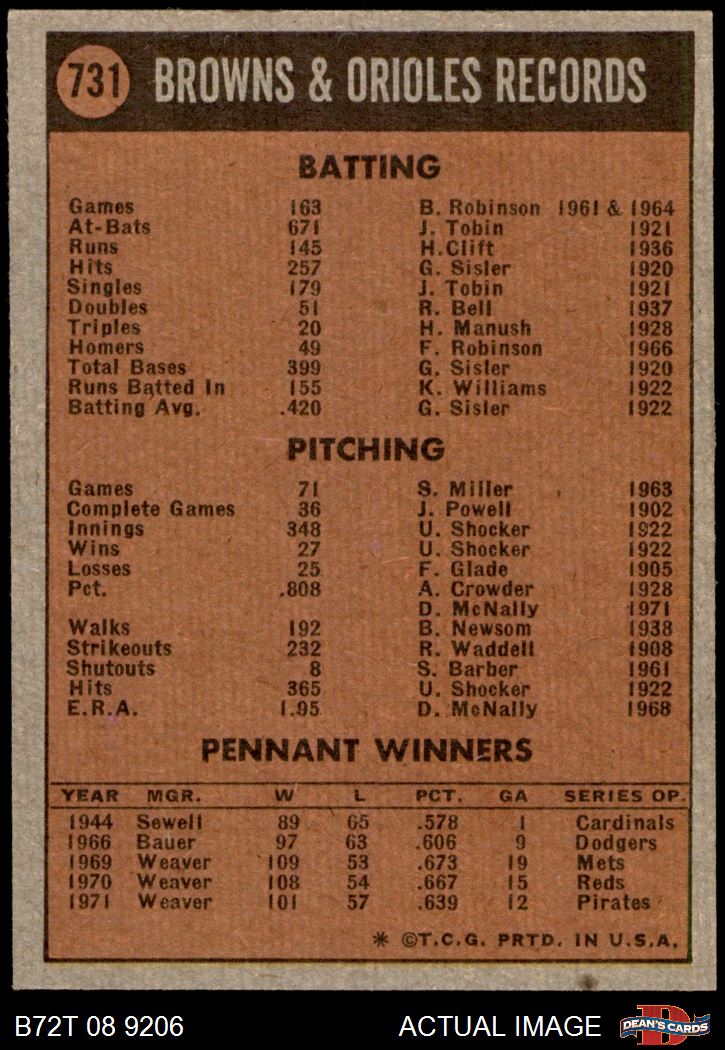 731 BROWNS & ORIOLES RECORDS
BATTING
Games 163 B. Robinson 1961 & 1964
At-Bats 671 J. Tobin 1921
Runs 145 H.Clift 1936
Hits 257 G. Sisler 1920
Singles 179 J. Tobin 1921
Doubles 51 R. Bell 1937
Triples 20 H. Manush 1928
Homers 49 F. Robinson 1966
Total Bases 399 G. Sisler 1920
Runs Batted In 155 K. Williams 1922
Batting Avg. .420 G. Sisler 1922
PITCHING
Games 71 S. Miller 1963
Complete Games 36 J. Powell 1902
Innings 348 U. Shocker 1922
Wins 27 U. Shocker 1922
Losses 25 F. Glade 1905
Pct. .808 A. Crowder 1928
D. McNally 1971
Walks 192 B. Newsom 1938
Strikeouts 232 R. Waddell 1908
Shutouts 8 S. Barber 1961
Hits 365 U. Shocker 1922
E.R.A. 1.95 D. McNally 1968
PENNANT WINNERS
YEAR MGR. W L PCT. GA SERIES OP.
1944 Sewell 89 65 .578 1 Cardinals
1966 Bauer 97 63 .606 9 Dodgers
1969 Weaver 109 53 .673 19 Mets
1970 Weaver 108 54 .667 15 Reds
1971 Weaver 101 57 .639 12 Pirates
* ©T.C.G. PRTD. IN U.S.A.
B72T 08 9206 ACTUAL IMAGE D DEAN'S CARDS